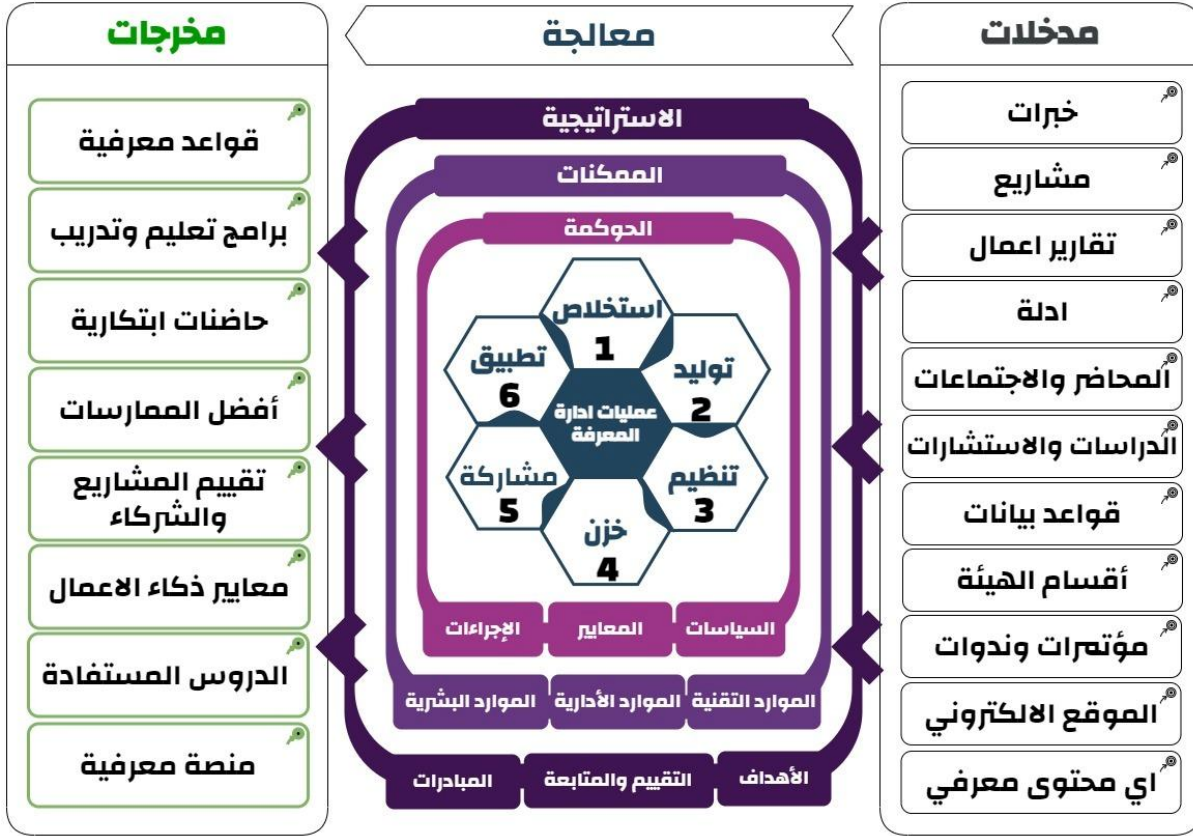 مدخلات
خبرات
مشاريع
تقارير اعمال
ادلة
المحاضر والاجتماعات
الدراسات والاستشارات
قواعد بيانات
أقسام الهيئة
مؤتمرات وندوات
الموقع الالكتروني
اي محتوى معرفي
معالجة
الاستراتيجية
الممكنات
الحوكمة
استخلاص
1
توليد
2
تنظيم
3
خزن
4
مشاركة
5
تطبيق
6
عمليات ادارة
المعرفة
السياسات
المعايير
الإجراءات
الموارد التقنية
الموارد الأدارية
الموارد البشرية
الأهداف
التقييم والمتابعة
المبادرات
مخرجات
قواعد معرفية
برامج تعليم وتدريب
حاضنات ابتكارية
أفضل الممارسات
تقييم المشاريع
والشركاء
معايير ذكاء الاعمال
الدروس المستفادة
منصة معرفية